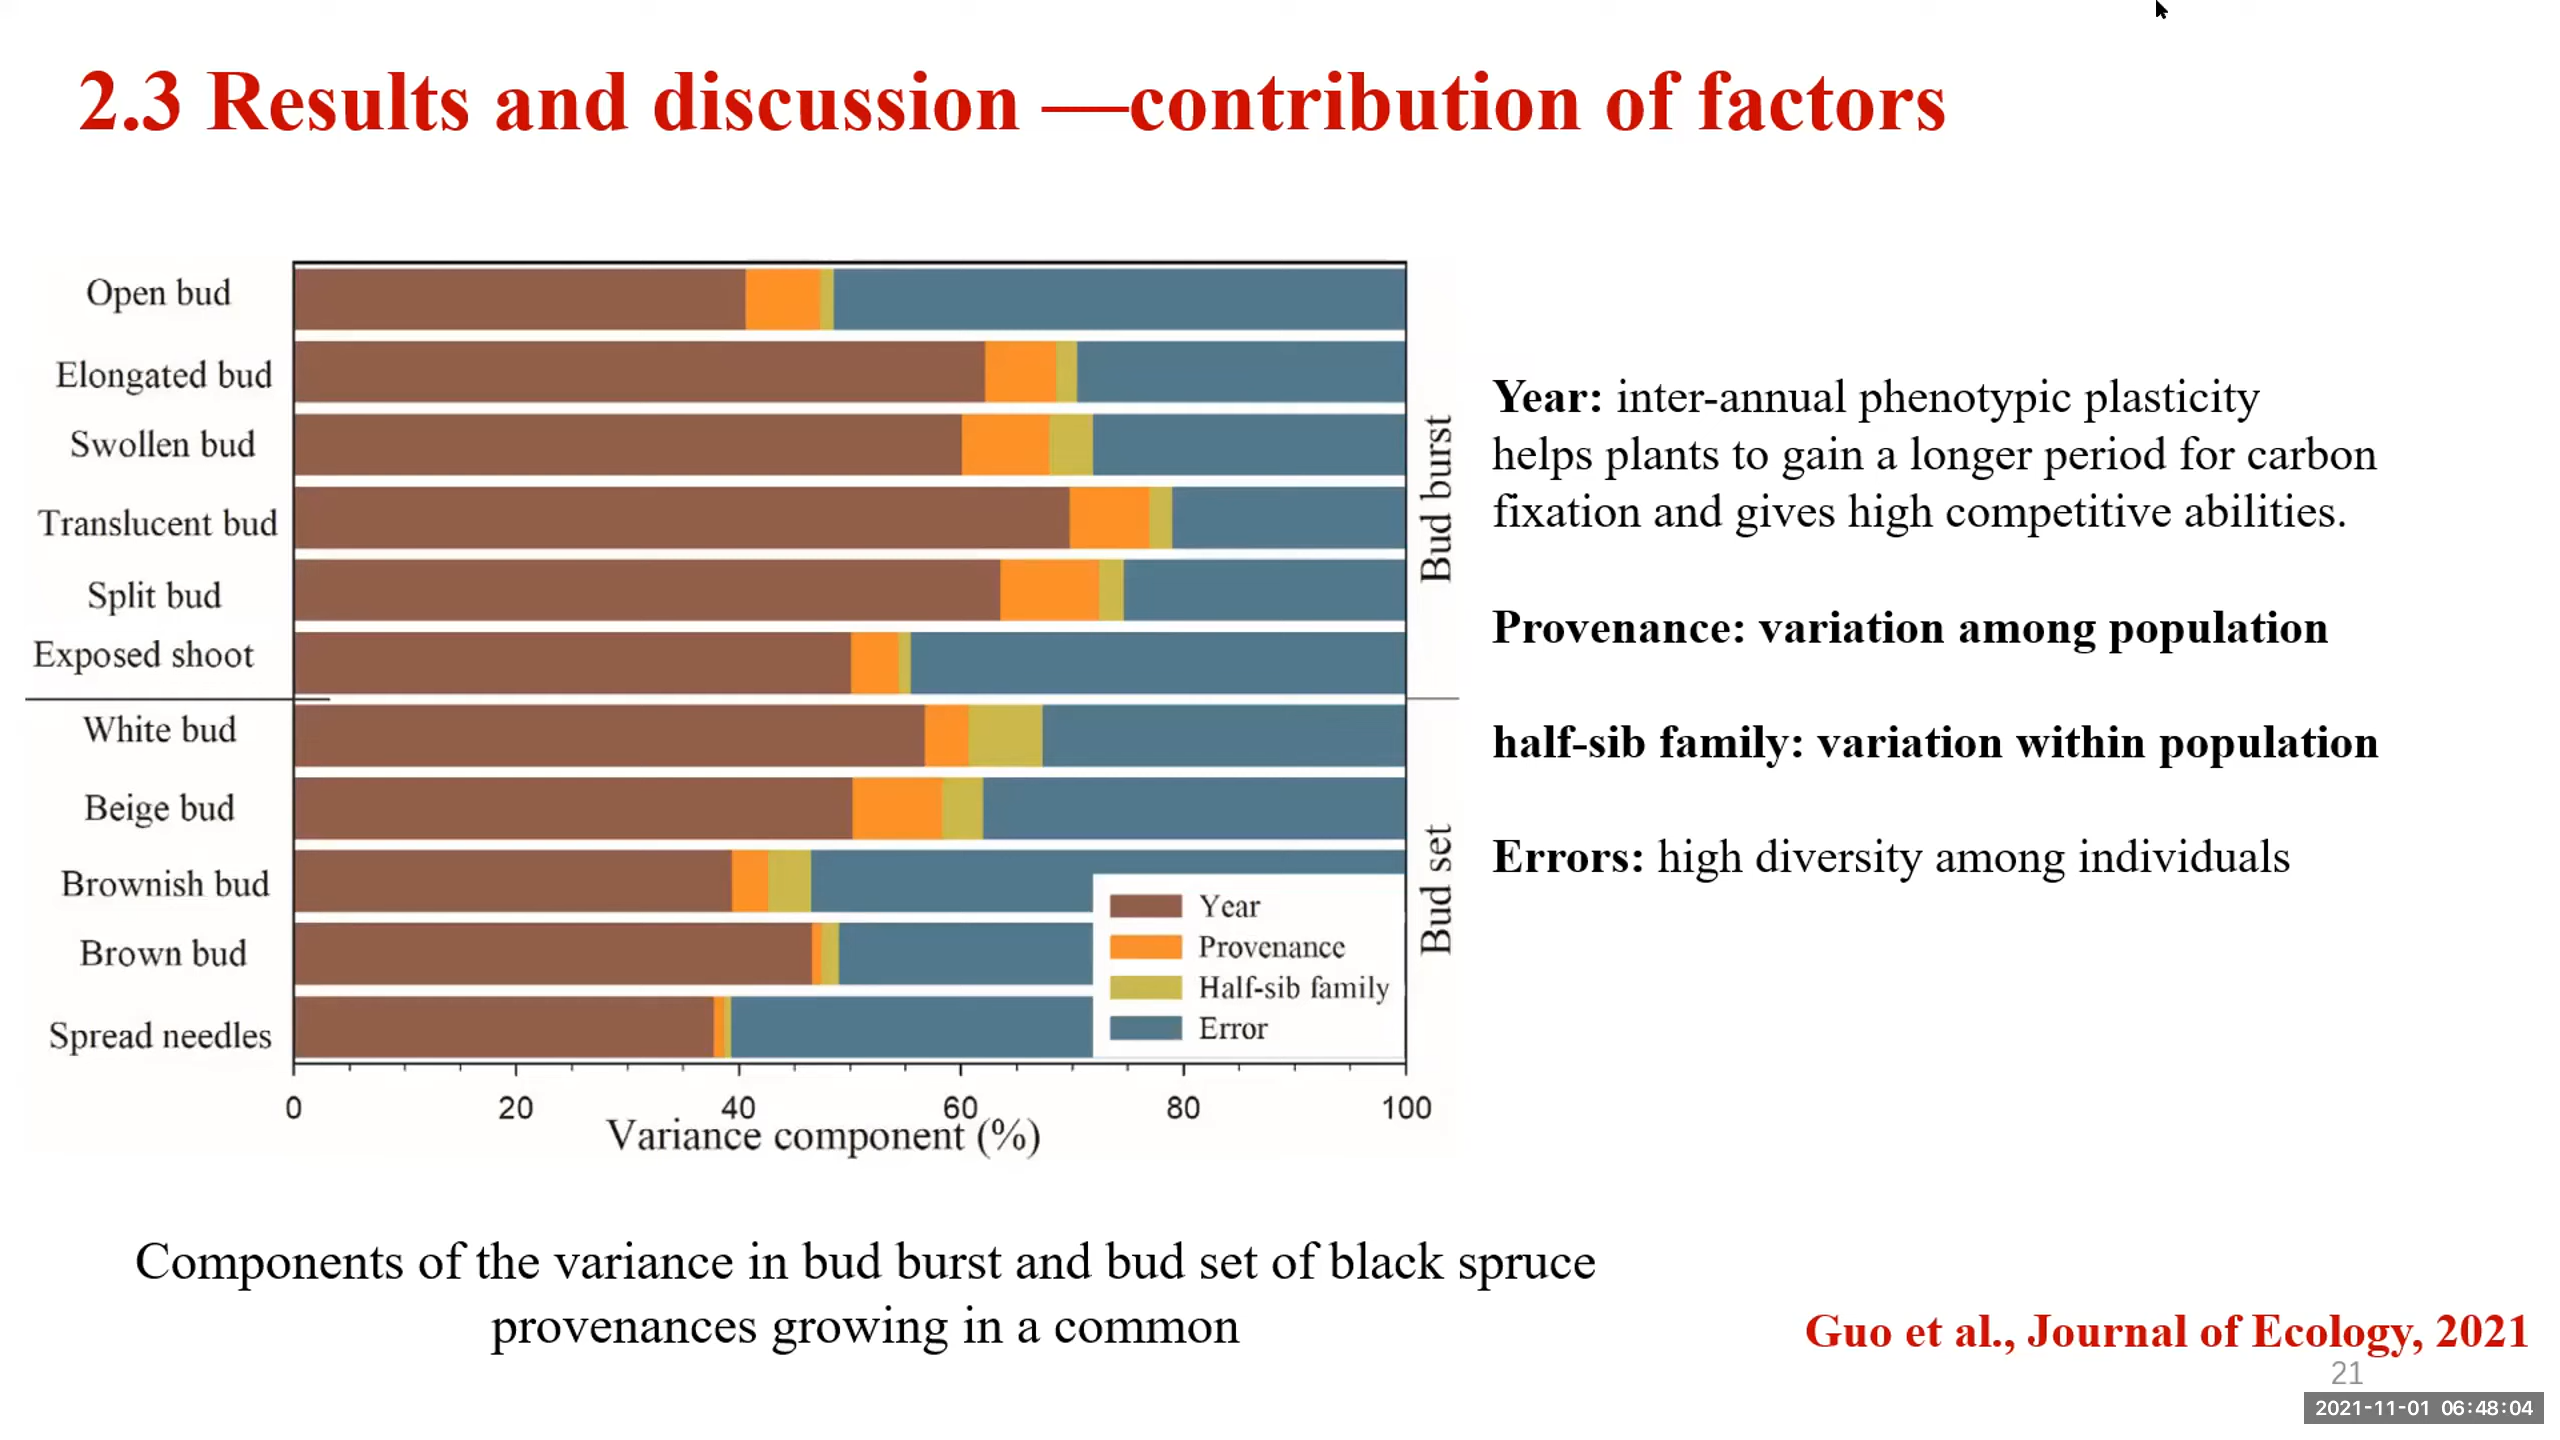 2.3 Results and discussion —contribution of factors
Open bud
Elongated bud
Swollen bud
Translucent bud
Split bud
Exposed shoot
White bud
Beige bud
Brownish bud
Brown bud
Spread needles
Bud burst
Bud set
Year
Provenance
Half-sib family
Error
0 20 40 60 80 100
Variance component (%)
Year: inter-annual phenotypic plasticity
helps plants to gain a longer period for carbon
fixation and gives high competitive abilities.
Provenance: variation among population
half-sib family: variation within population
Errors: high diversity among individuals
Components of the variance in bud burst and bud set of black spruce
provenances growing in a common
Guo et al., Journal of Ecology, 2021
21
2021-11-01 06:48:04